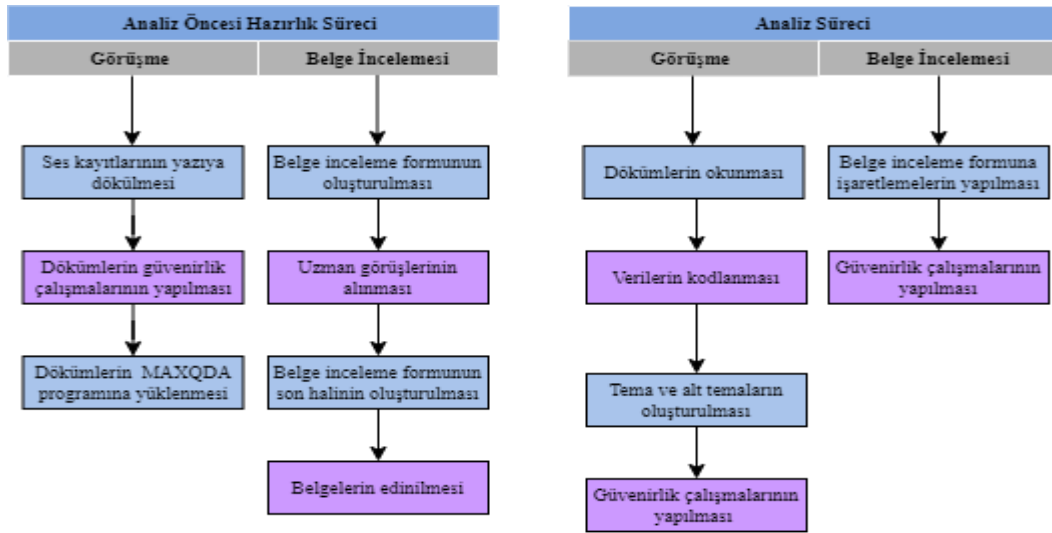 Analiz Öncesi Hazırlık Süreci
Görüşme
Belge İncelemesi
Ses kayıtlarının yazıya
dökülmesi
Dökümlerin güvenirlik
çalışmalarının yapılması
Dökümlerin MAXQDA
programına yüklenmesi
Belge inceleme formunun
oluşturulması
Uzman görüşlerinin
alınması
Belge inceleme formunun
son halinin oluşturulması
Belgelerin edinilmesi
Analiz Süreci
Görüşme
Belge İncelemesi
Dökümlerin okunması
Verilerin kodlanması
Tema ve alt temaların
oluşturulması
Güvenirlik çalışmalarının
yapılması
Belge inceleme formuna
işaretlemelerin yapılması
Güvenirlik çalışmalarının
yapılması